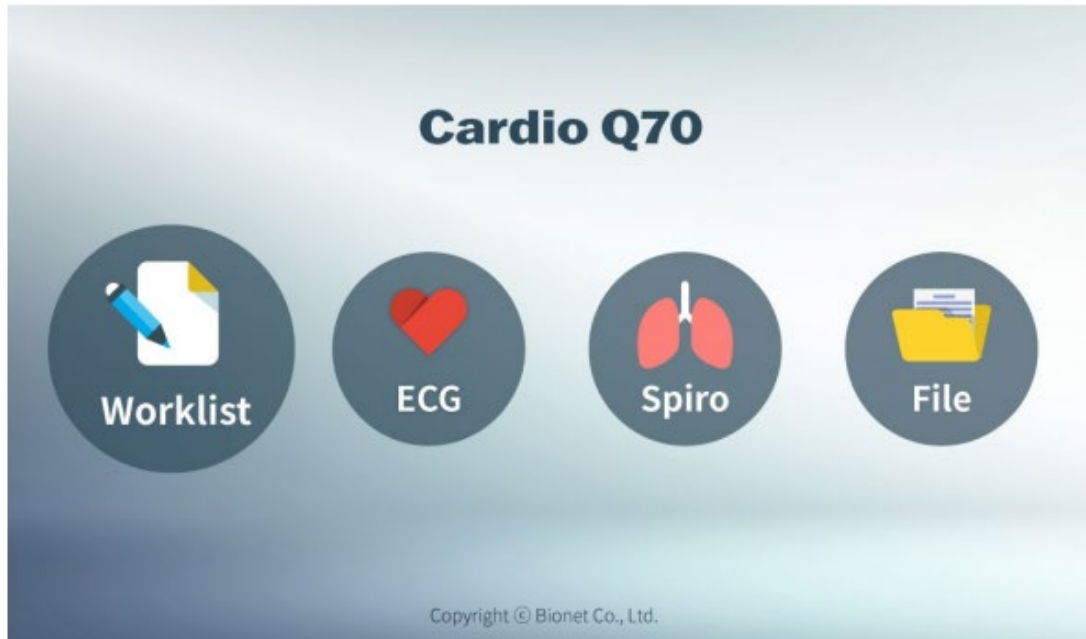 Cardio Q70
Worklist
ECG
Spiro
File
Copyright ⓒ Bionet Co., Ltd.